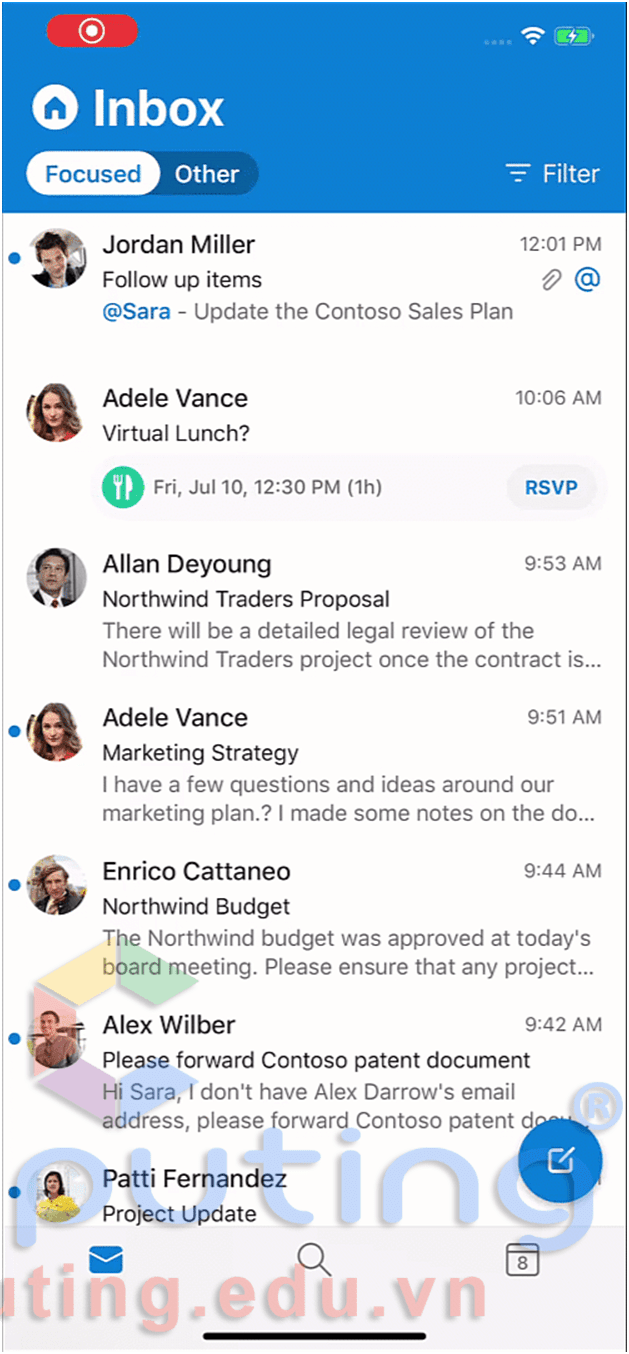 Inbox
Focused Other Filter
Jordan Miller 12:01 PM
Follow up items @
@Sara - Update the Contoso Sales Plan
Adele Vance 10:06 AM
Virtual Lunch?
Fri, Jul 10, 12:30 PM (1h) RSVP
Allan Deyoung 9:53 AM
Northwind Traders Proposal
There will be a detailed legal review of the
Northwind Traders project once the contract is...
Adele Vance 9:51 AM
Marketing Strategy
I have a few questions and ideas around our
marketing plan.? I made some notes on the do...
Enrico Cattaneo 9:44 AM
Northwind Budget
The Northwind budget was approved at today's
board meeting. Please ensure that any project...
Alex Wilber 9:42 AM
Please forward Contoso patent document
Hi Sara, I don't have Alex Darrow's email
address, please forward Contoso patent docu...
®
Patti Fernandez
puting
Project Update
8
uting.edu.vn